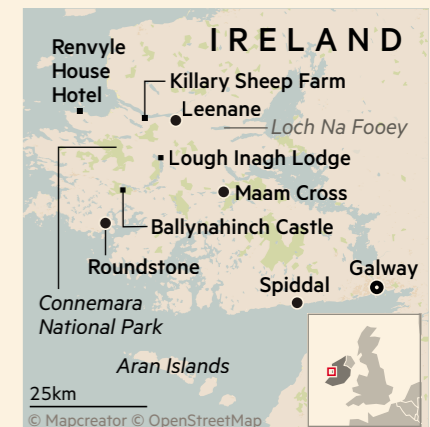 IRELAND
Renvyle
House
Hotel
Killary Sheep Farm
Leenane
Loch Na Fooey
Lough Inagh Lodge
Maam Cross
Ballynahinch Castle
Roundstone
Galway
Spiddal
Connemara
National Park
Aran Islands
25km
© Mapcreator © OpenStreetMap